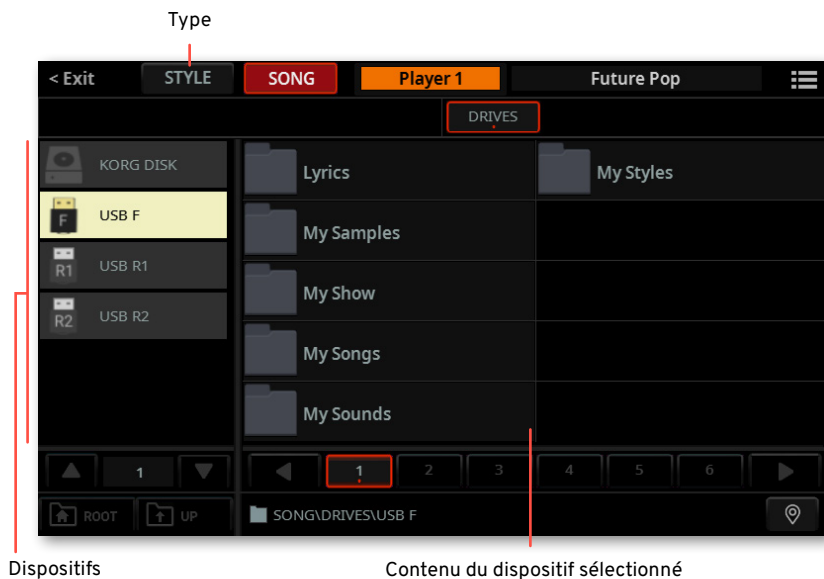 Type
< Exit STYLE SONG Player 1 Future Pop
DRIVES
KORG DISK Lyrics My Styles
F USB F My Samples
R1 USB R1 My Show
R2 USB R2 My Songs
My Sounds
1 1 2 3 4 5 6
ROOT UP SONG\DRIVES\USB F
Dispositifs Contenu du dispositif sélectionné